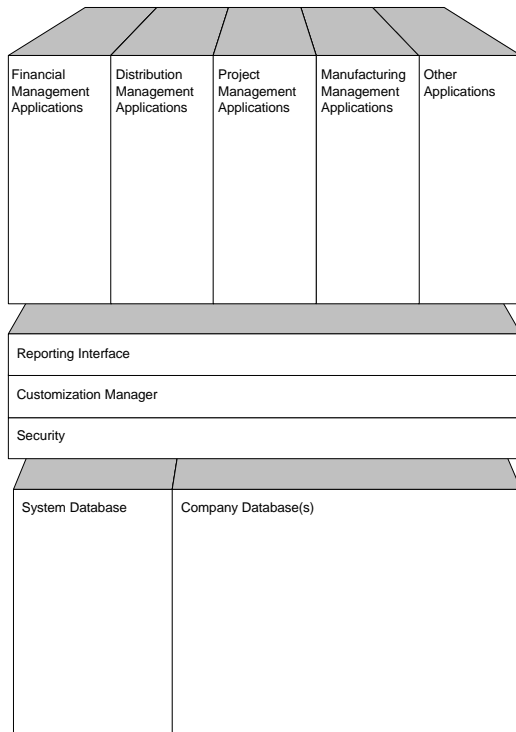 Financial
Management
Applications
Distribution
Management
Applications
Project
Management
Applications
Manufacturing
Management
Applications
Other
Applications
Reporting Interface
Customization Manager
Security
System Database
Company Database(s)